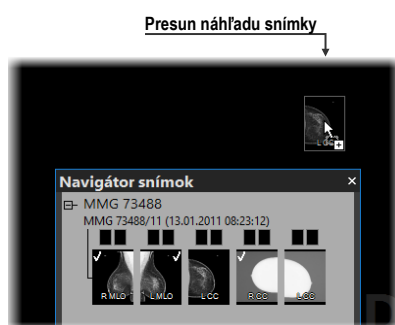 Presun náhľadu snímky
L CC
Navigátor snímok ×
MMG 73488
MMG 73488/11 (13.01.2011 08:23:12)
R MLO L MLO L CC R CC L CC
D